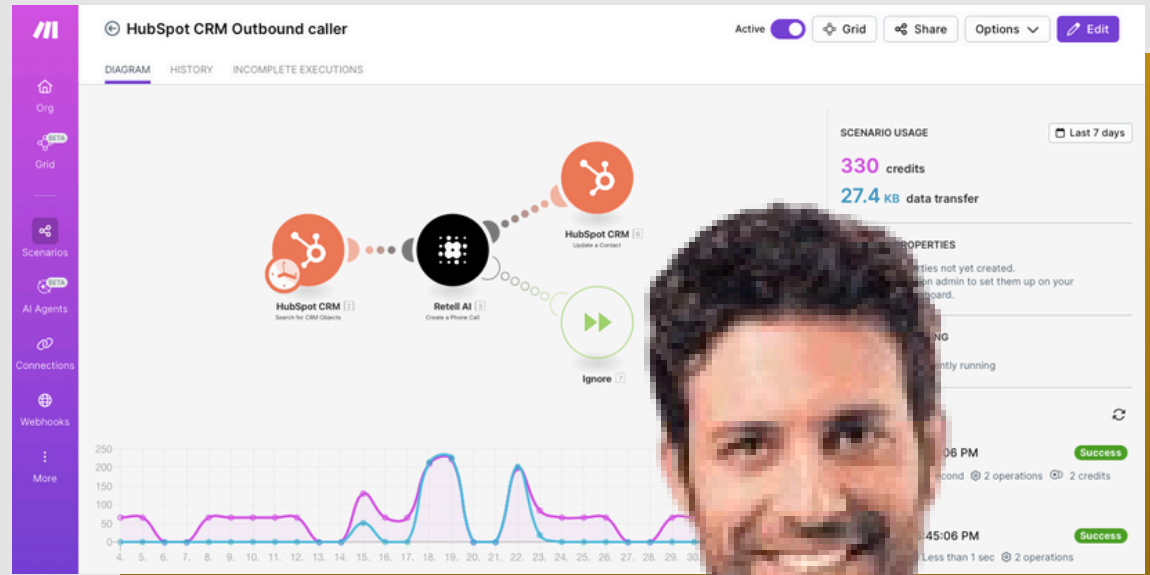 HubSpot CRM Outbound caller
Active
Grid
Share
Options
Edit
DIAGRAM
HISTORY
INCOMPLETE EXECUTIONS
Org
BETA
Grid
Scenarios
BETA
AI Agents
Connections
Webhooks
More
HubSpot CRM 2
Search for CRM Objects
Retell AI 3
Create a Phone Call
HubSpot CRM 6
Update a Contact
Ignore 7
SCENARIO USAGE
Last 7 days
330 credits
27.4 KB data transfer
PROPERTIES
not yet created.
admin to set them up on your
running
06 PM
Success
2 operations
2 credits
:45:06 PM
Success
Less than 1 sec
2 operations
250
200
150
100
50
0
4. 5. 6. 7. 8. 9. 10. 11. 12. 13. 14. 15. 16. 17. 18. 19. 20. 21. 22. 23. 24. 25. 26. 27. 28. 29. 30.